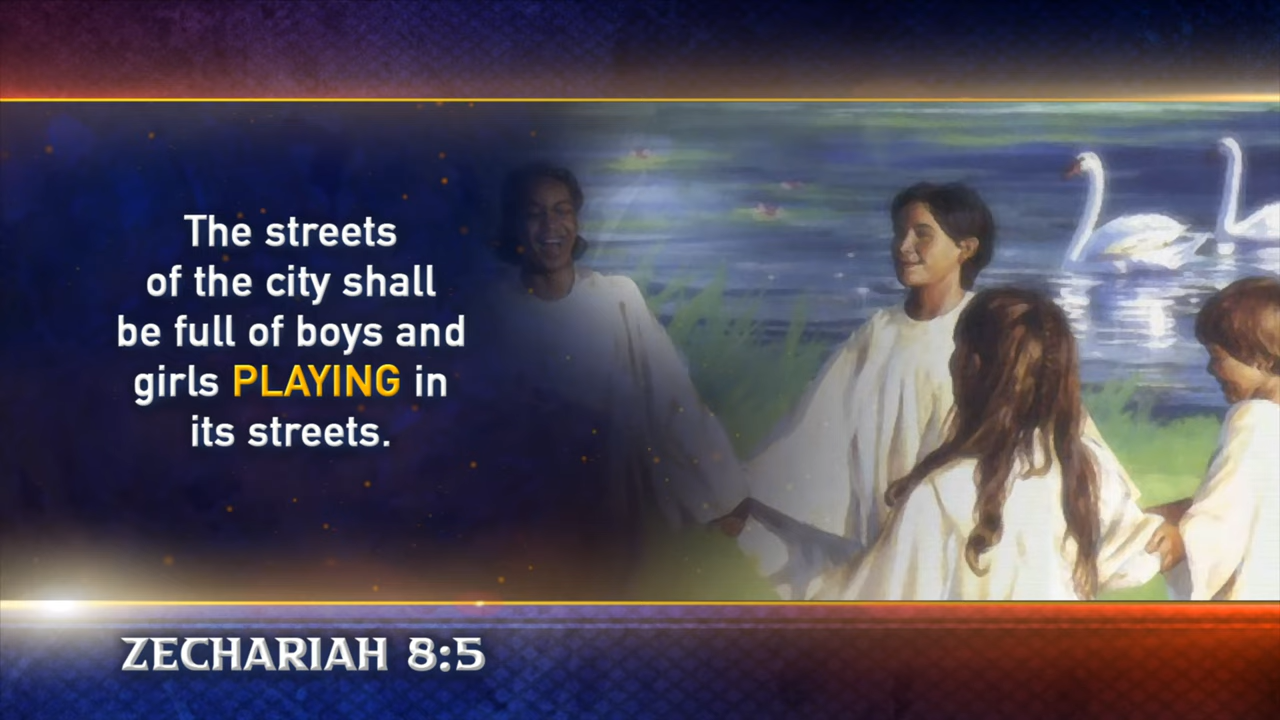 The streets
of the city shall
be full of boys and
girls PLAYING in
its streets.
ZECHARIAH 8:5